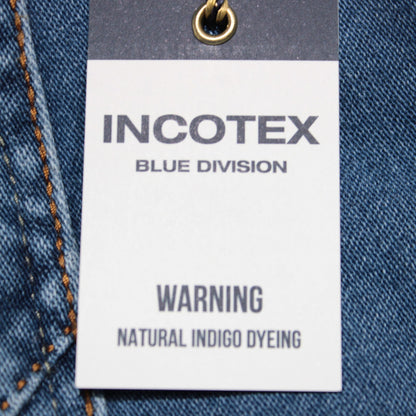 INCOTEX
BLUE DIVISION
WARNING
NATURAL INDIGO DYEING